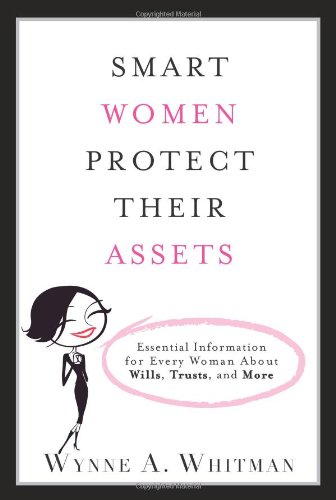 SMART
WOMEN
PROTECT
THEIR
ASSETS
Essential Information
for Every Woman About
Wills, Trusts, and More
WYNNE A. WHITMAN